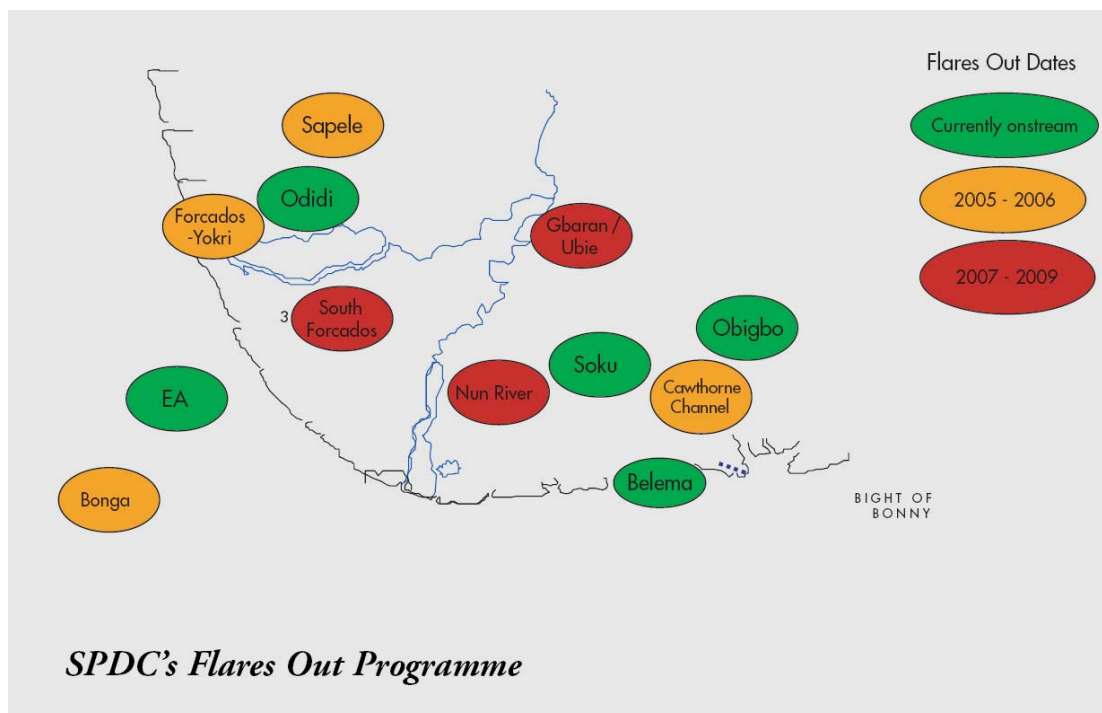 Flares Out Dates
Currently onstream
2005 - 2006
2007 - 2009
Sapele
Odidi
Forcados
-Yokri
Gbaran /
Ubie
3
South
Forcados
Obigbo
Soku
Nun River
Cawthorne
Channel
EA
Belema
Bonga
BIGHT OF
BONNY
SPDC's Flares Out Programme